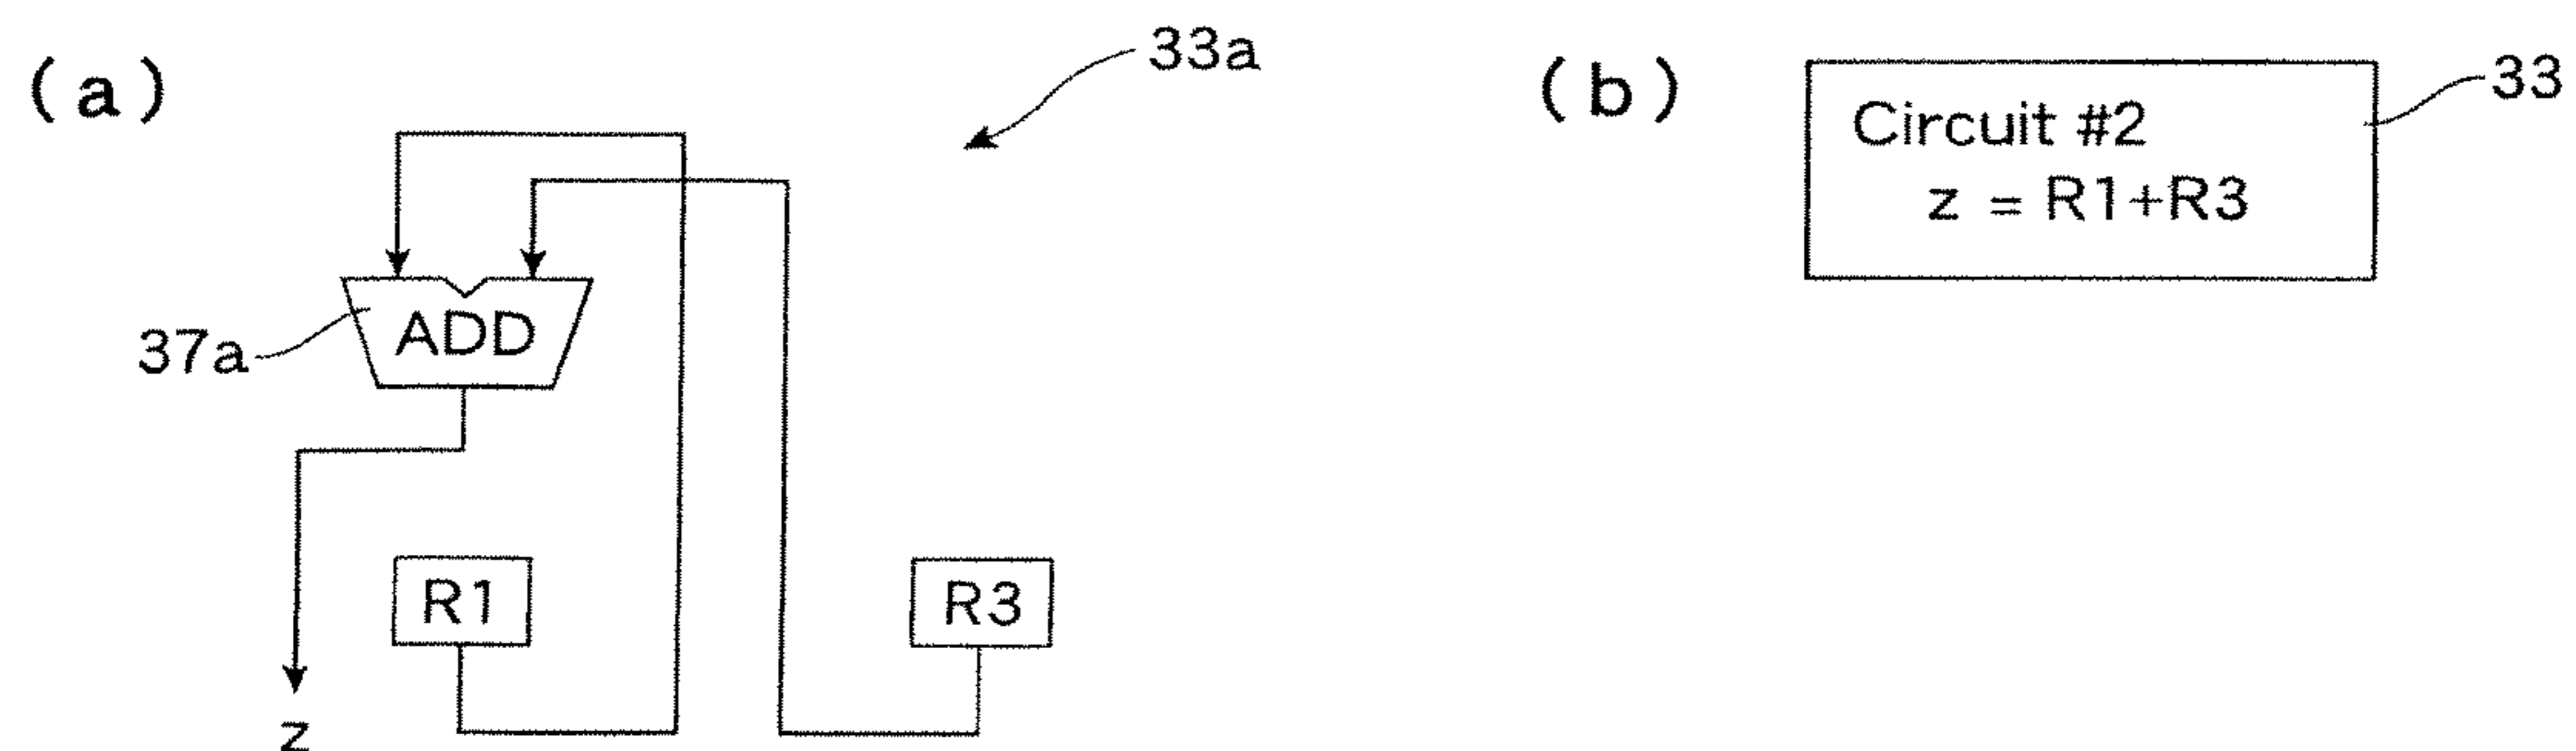 (a)
33a
37a
ADD
R1
R3
z
(b)
33
Circuit #2
z = R1+R3